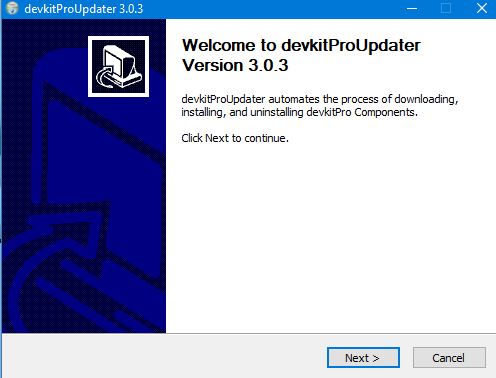 devkitProUpdater 3.0.3
Welcome to devkitProUpdater
Version 3.0.3
devkitProUpdater automates the process of downloading,
installing, and uninstalling devkitPro Components.
Click Next to continue.
Next >
Cancel